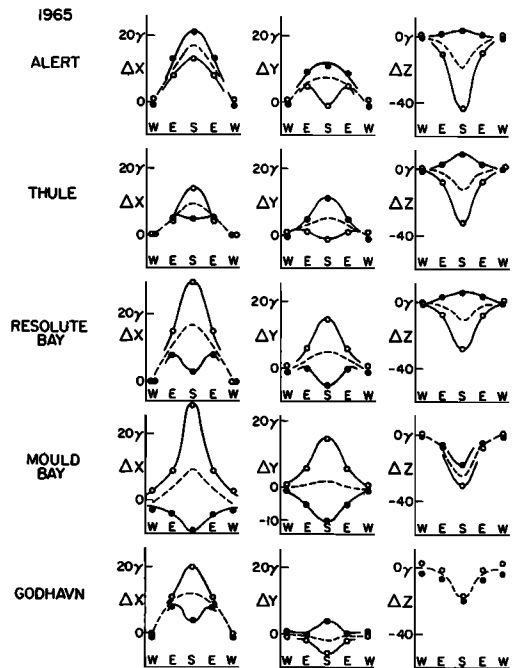 1965
ALERT
20γ
ΔX
0
W E S E W
20γ
ΔY
0
W E S E W
0γ
ΔZ
-40
W E S E W
THULE
20γ
ΔX
0
W E S E W
20γ
ΔY
0
W E S E W
0γ
ΔZ
-40
W E S E W
RESOLUTE
BAY
20γ
ΔX
0
W E S E W
20γ
ΔY
0
W E S E W
0γ
ΔZ
-40
W E S E W
MOULD
BAY
20γ
ΔX
0
W E S E W
20γ
ΔY
0
-10
W E S E W
0γ
ΔZ
-40
W E S E W
GODHAVN
20γ
ΔX
0
W E S E W
20γ
ΔY
0
W E S E W
0γ
ΔZ
-40
W E S E W